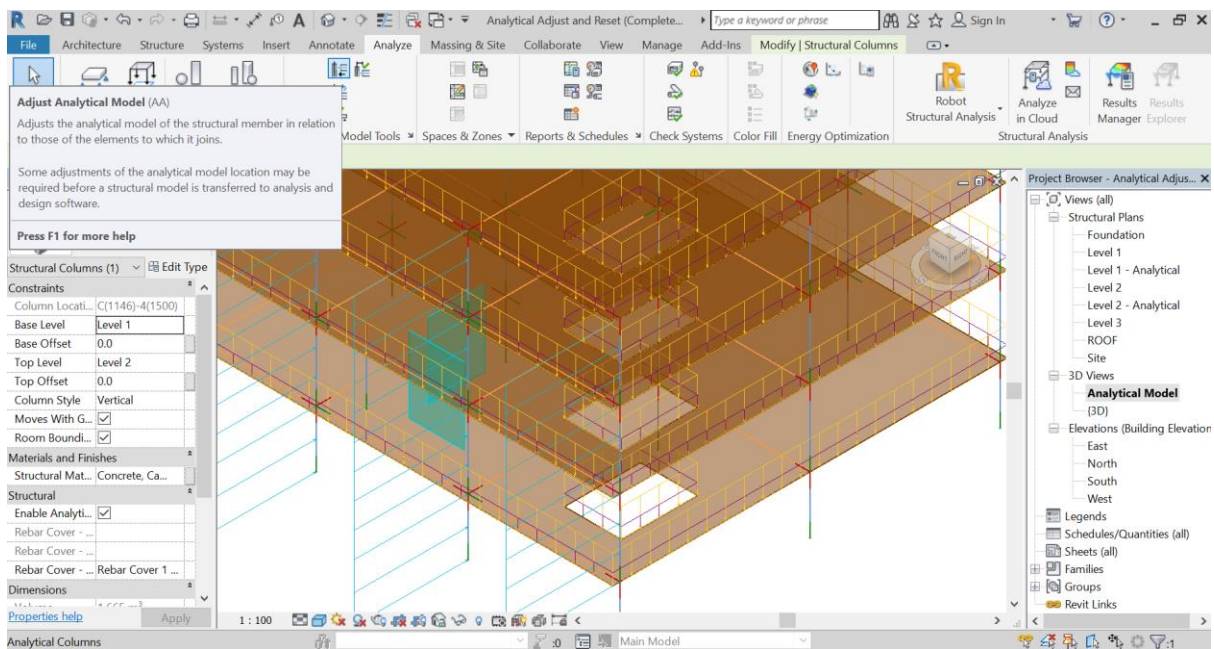 Analytical Adjust and Reset (Complete...
Type a keyword or phrase
Sign In
File Architecture Structure Systems Insert Annotate Analyze Massing & Site Collaborate View Manage Add-Ins Modify | Structural Columns
Adjust Analytical Model (AA)
Adjusts the analytical model of the structural member in relation
to those of the elements to which it joins.
Some adjustments of the analytical model location may be
required before a structural model is transferred to analysis and
design software.
Press F1 for more help
Robot
Structural Analysis
Analyze
in Cloud
Results
Manager
Results
Explorer
Model Tools Spaces & Zones Reports & Schedules Check Systems Color Fill Energy Optimization Structural Analysis
Structural Columns (1) Edit Type
Constraints
Column Locati... C(1146)-4(1500)
Base Level Level 1
Base Offset 0.0
Top Level Level 2
Top Offset 0.0
Column Style Vertical
Moves With G...
Room Boundi...
Materials and Finishes
Structural Mat... Concrete, Ca...
Structural
Enable Analyti...
Rebar Cover - ...
Rebar Cover - ...
Rebar Cover - ... Rebar Cover 1 ...
Dimensions
Properties help Apply
FRONT RIGHT
Project Browser - Analytical Adjus...
Views (all)
Structural Plans
Foundation
Level 1
Level 1 - Analytical
Level 2
Level 2 - Analytical
Level 3
ROOF
Site
3D Views
Analytical Model
{3D}
Elevations (Building Elevation
East
North
South
West
Legends
Schedules/Quantities (all)
Sheets (all)
Families
Groups
Revit Links
1 : 100
Analytical Columns
:0
Main Model
:1